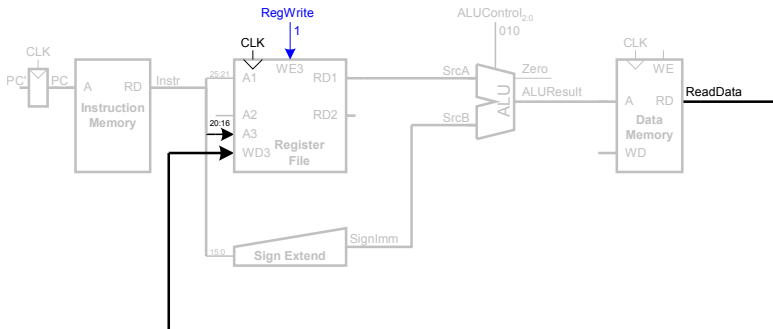 RegWrite
1
ALUControl2:0
010
CLK
CLK
CLK
PC'
PC
A
RD
Instr
Instruction
Memory
25:21
A1
WE3
RD1
A2
RD2
20:16
A3
WD3
Register
File
SrcA
SrcB
ALU
Zero
ALUResult
WE
A
RD
ReadData
Data
Memory
WD
SignImm
15:0
Sign Extend